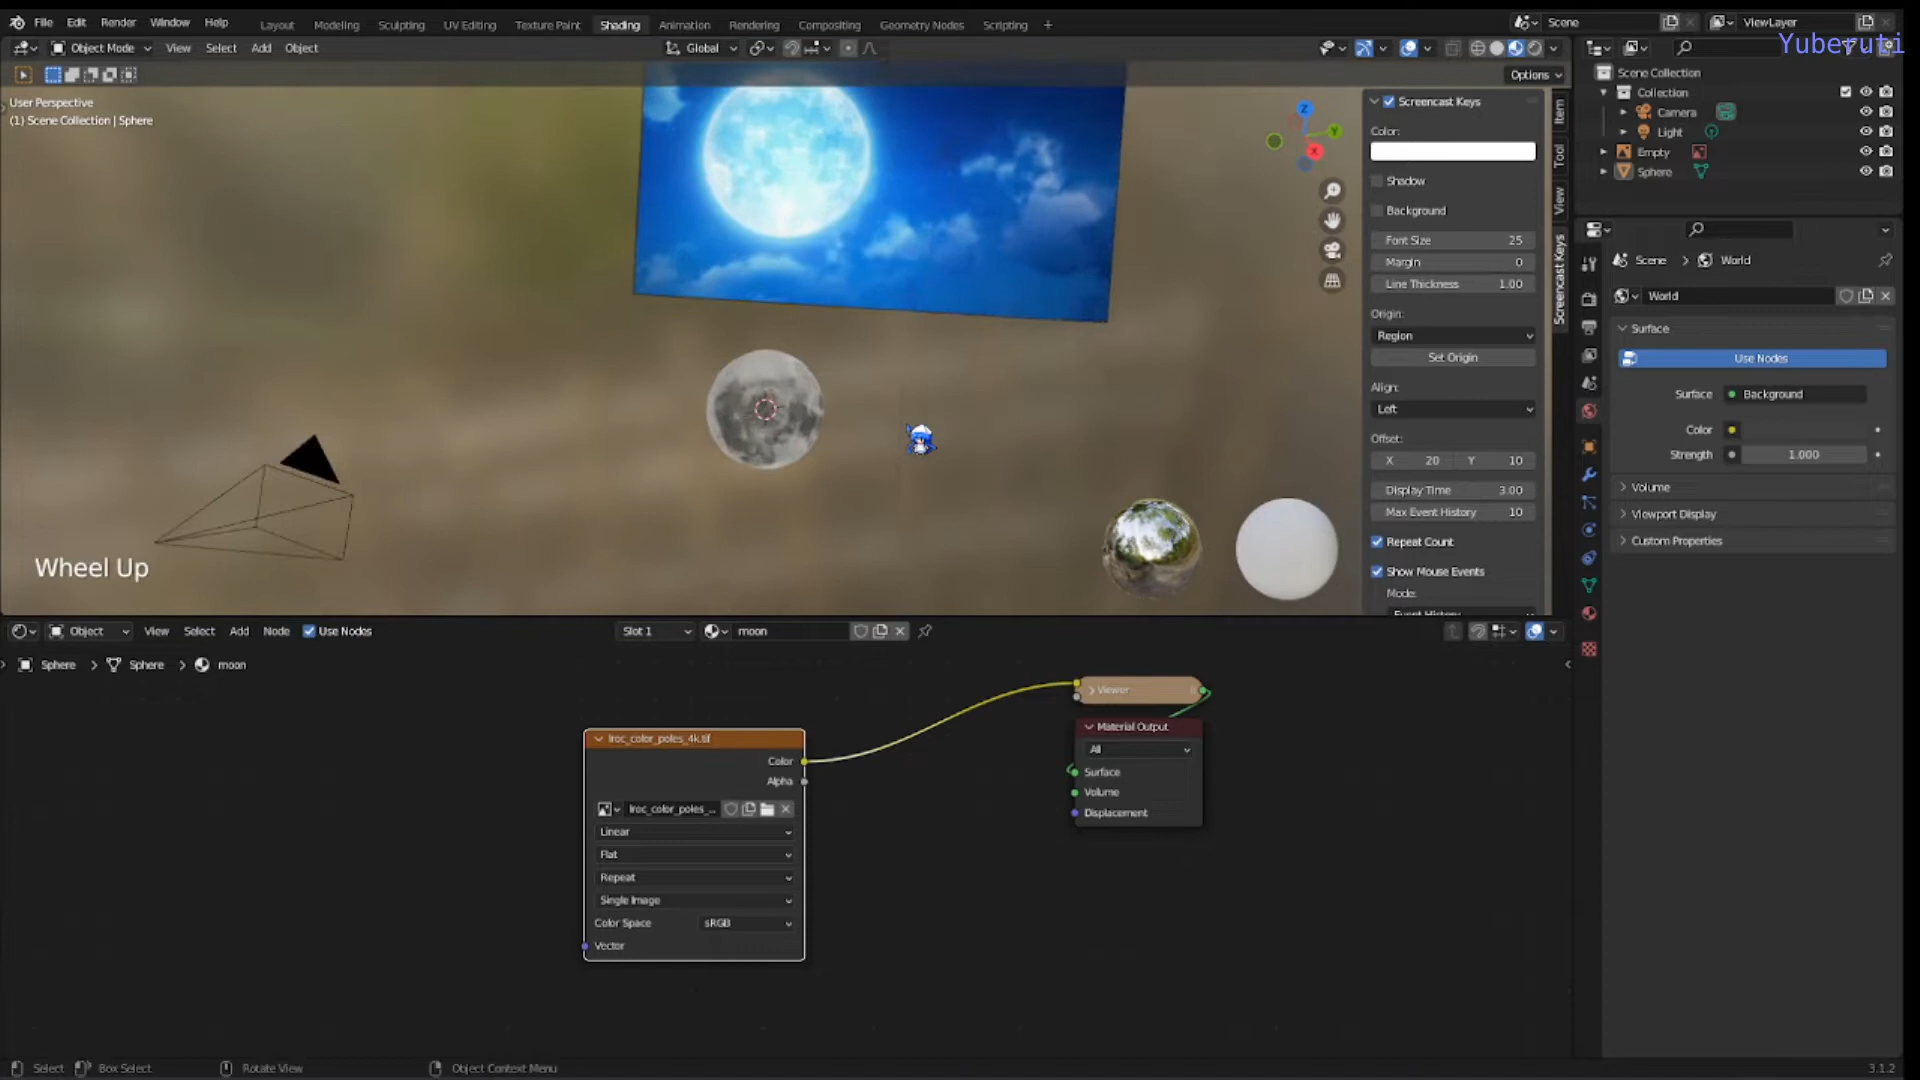 File Edit Render Window Help Layout Modeling Sculpting UV Editing Texture Paint Shading Animation Rendering Compositing Geometry Nodes Scripting + Scene ViewLayer
Yuberuti
Object Mode View Select Add Object Global
Options
User Perspective
(1) Scene Collection | Sphere
Z
Y
X
Screencast Keys
Color:
Shadow
Background
Font Size 25
Margin 0
Line Thickness 1.00
Origin:
Region
Set Origin
Align:
Left
Offset:
X 20 Y 10
Display Time 3.00
Max Event History 10
Repeat Count
Show Mouse Events
Mode:
Event History
Item
Tool
View
Screencast Keys
Wheel Up
Scene Collection
Collection
Camera
Light
Empty
Sphere
Scene > World
World
Surface
Use Nodes
Surface Background
Color
Strength 1.000
Volume
Viewport Display
Custom Properties
Object View Select Add Node Use Nodes Slot 1 moon
Sphere > Sphere > moon
Viewer
Material Output
All
Surface
Volume
Displacement
lroc_color_poles_4k.tif
Color
Alpha
lroc_color_poles_...
Linear
Flat
Repeat
Single Image
Color Space sRGB
Vector
Select Box Select Rotate View Object Context Menu 3.1.2